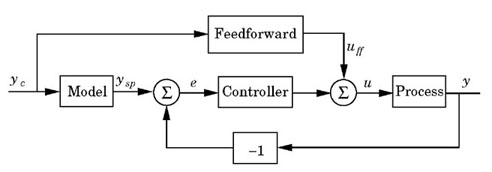 Feedforward
u_ff
y_c
Model
y_sp
Σ
e
Controller
Σ
u
Process
y
-1